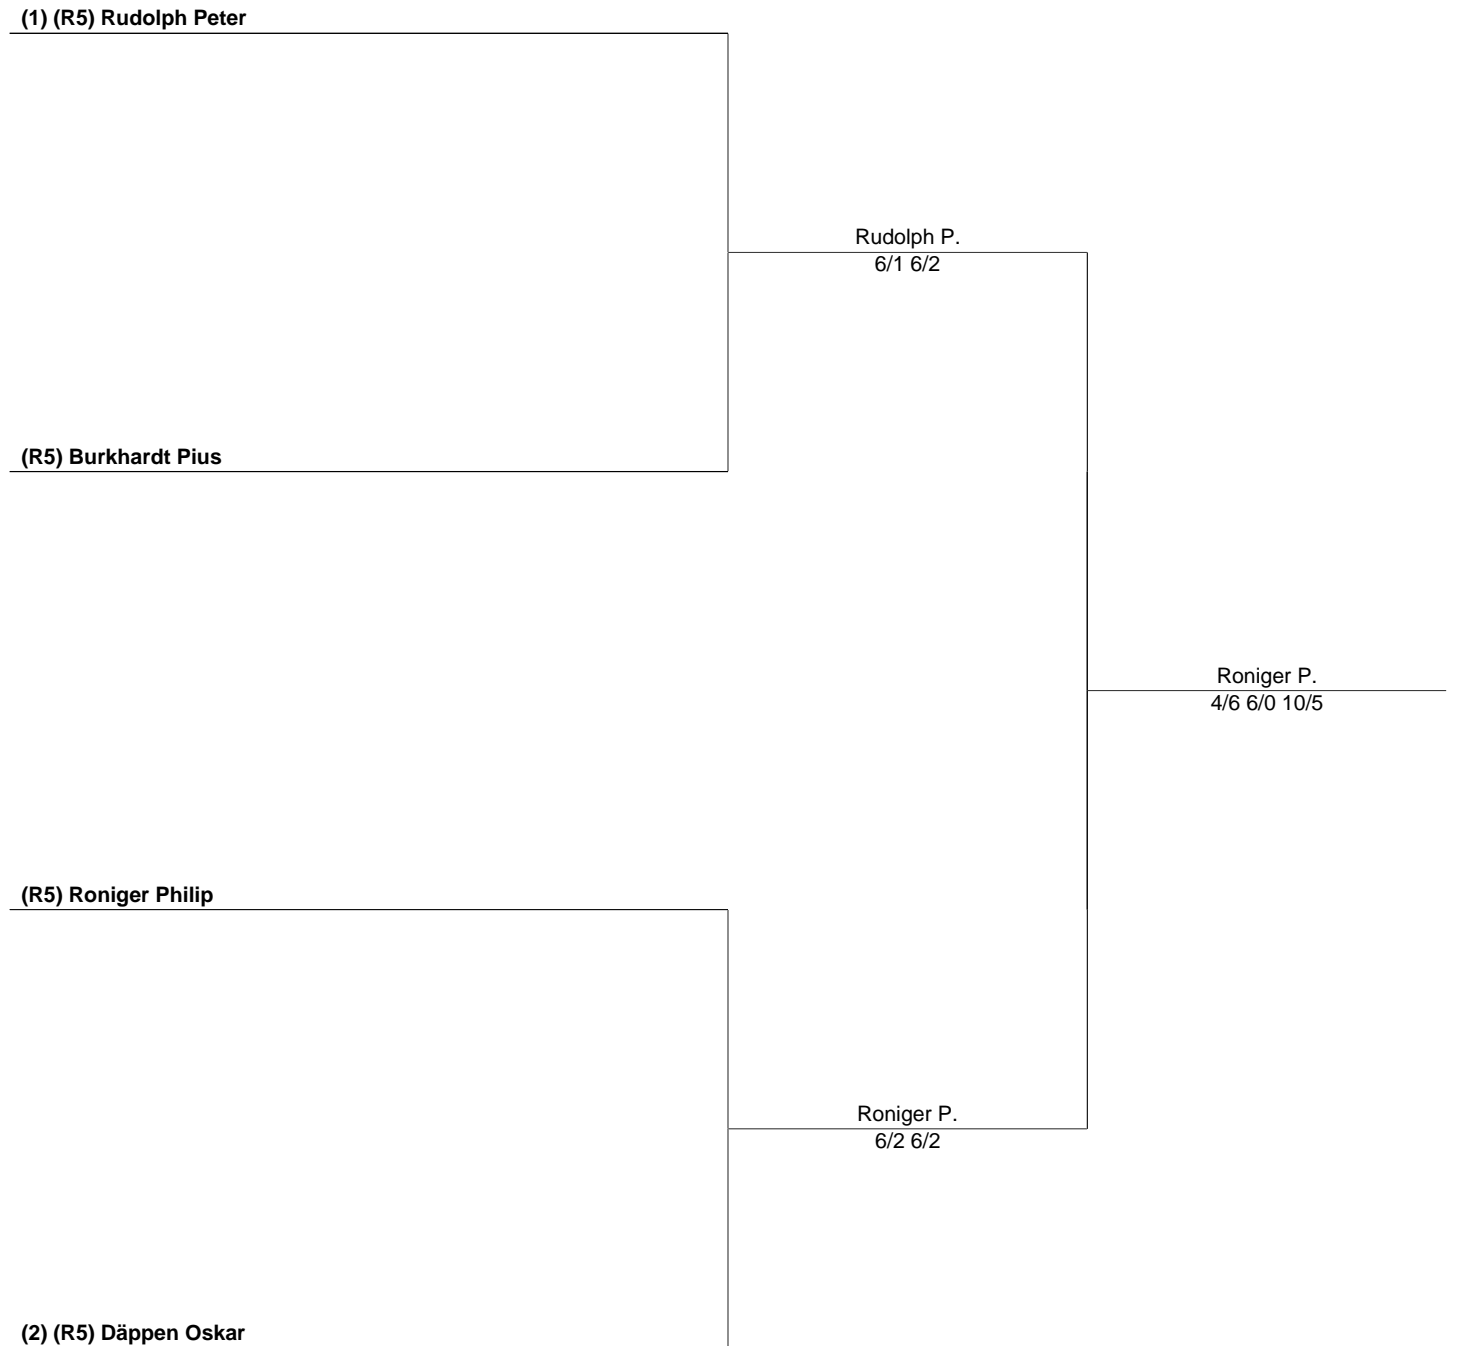 (1) (R5) Rudolph Peter
Rudolph P.
6/1 6/2
(R5) Burkhardt Pius
Roniger P.
4/6 6/0 10/5
(R5) Roniger Philip
Roniger P.
6/2 6/2
(2) (R5) Däppen Oskar